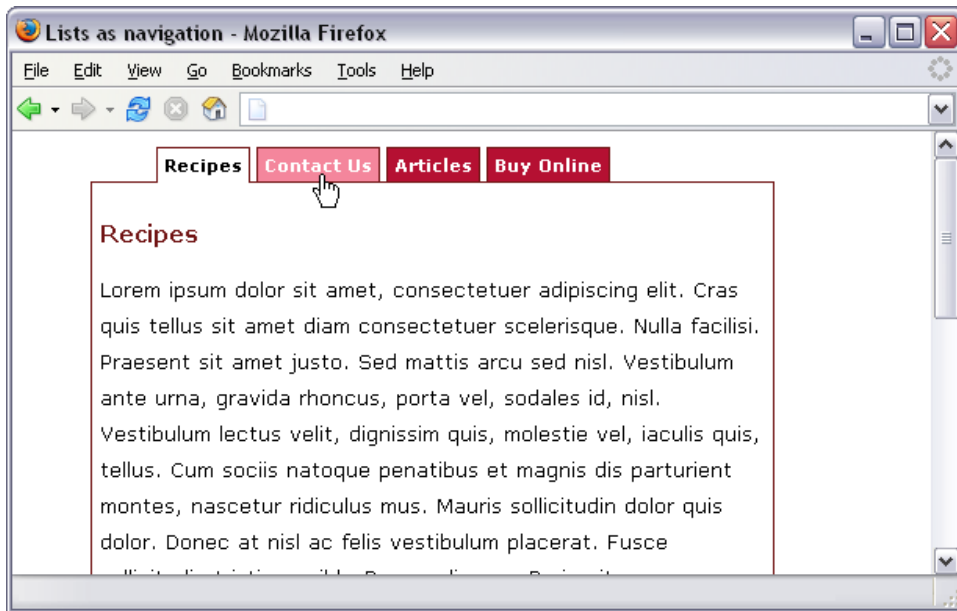 Lists as navigation - Mozilla Firefox
File Edit View Go Bookmarks Tools Help
Recipes Contact Us Articles Buy Online
Recipes
Lorem ipsum dolor sit amet, consectetuer adipiscing elit. Cras
quis tellus sit amet diam consectetuer scelerisque. Nulla facilisi.
Praesent sit amet justo. Sed mattis arcu sed nisl. Vestibulum
ante urna, gravida rhoncus, porta vel, sodales id, nisl.
Vestibulum lectus velit, dignissim quis, molestie vel, iaculis quis,
tellus. Cum sociis natoque penatibus et magnis dis parturient
montes, nascetur ridiculus mus. Mauris sollicitudin dolor quis
dolor. Donec at nisl ac felis vestibulum placerat. Fusce